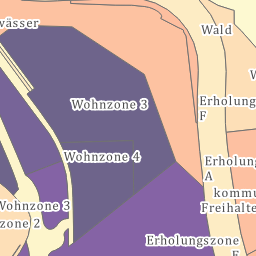 wässer
Wald
W
Wohnzone 3
Erholung
F
Wohnzone 4
Erholung
A
kommu
Wohnzone 3
Freihalte
zone 2
Erholungszone
E